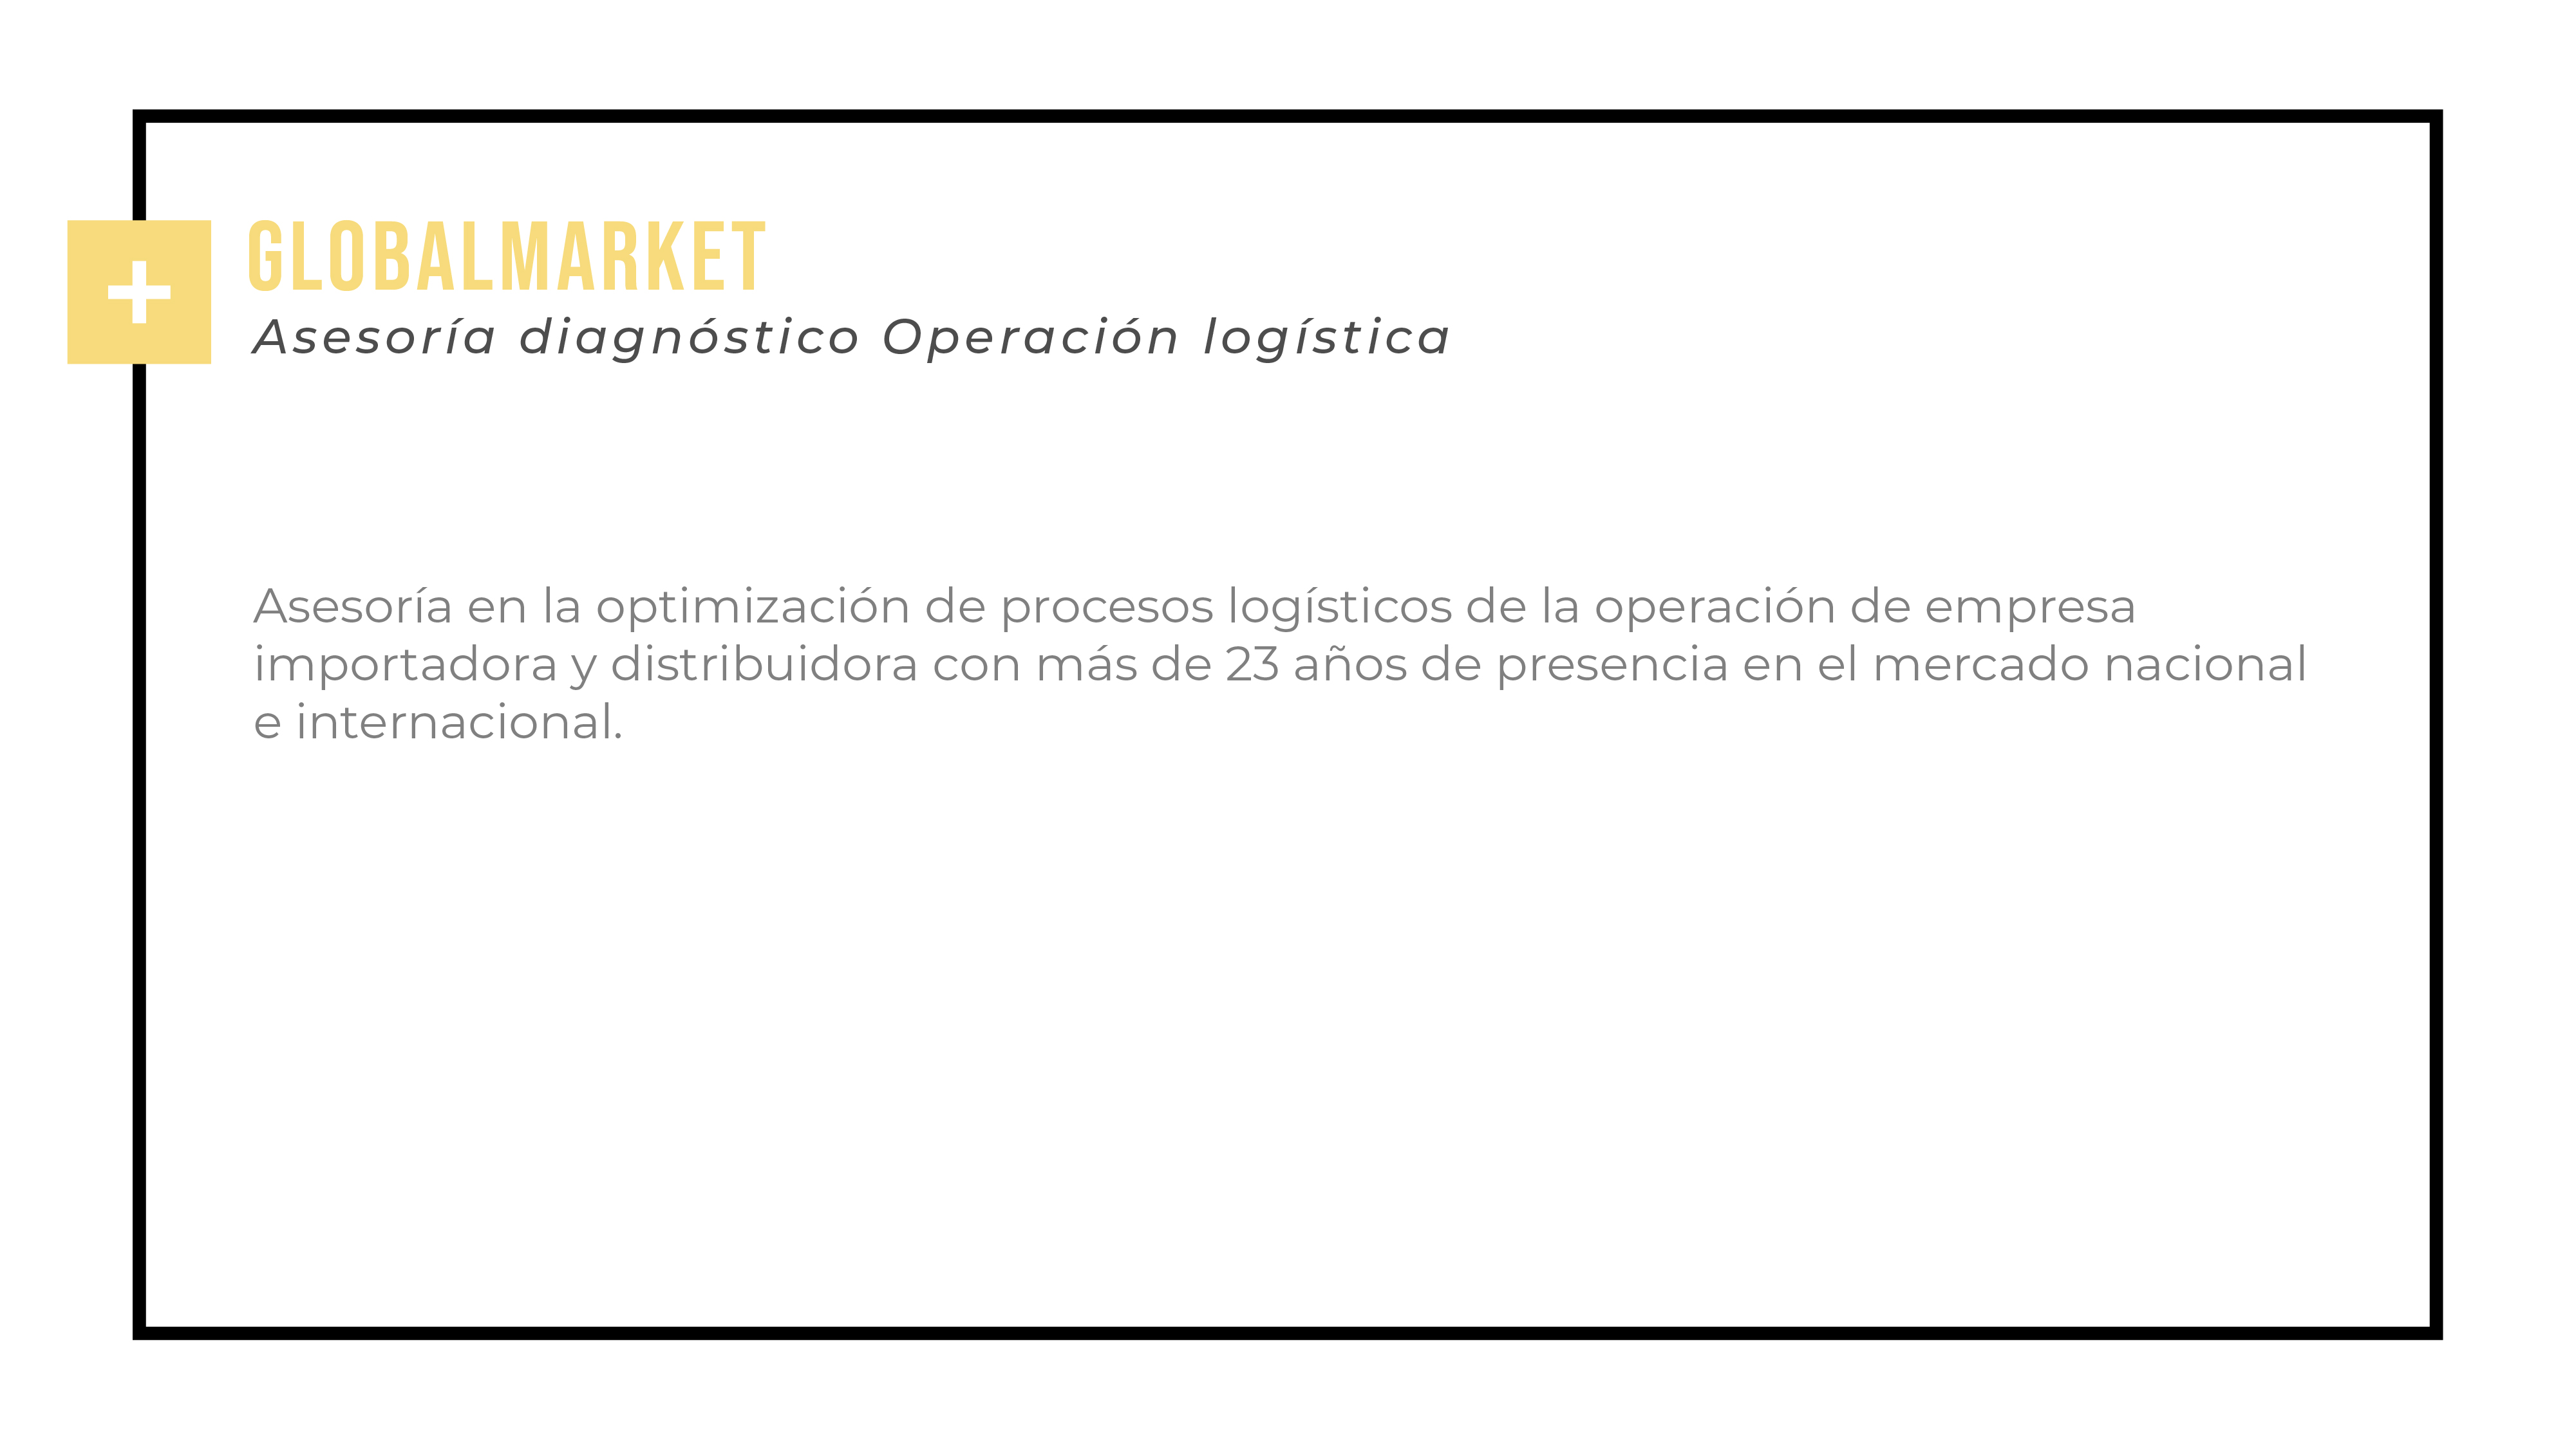 GLOBALMARKET
Asesoría diagnóstico Operación logística
Asesoría en la optimización de procesos logísticos de la operación de empresa
importadora y distribuidora con más de 23 años de presencia en el mercado nacional
e internacional.